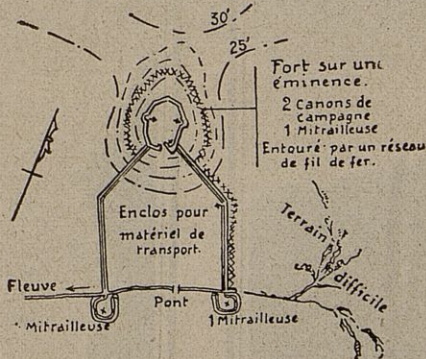 30'
25'
Fort sur une
éminence.
2 Canons de
Campagne
1 Mitrailleuse
Entouré par un réseau
de fil de fer.
Enclos pour
matériel de
transport.
Terrain
difficile
Fleuve
Pont
Mitrailleuse
1 Mitrailleuse